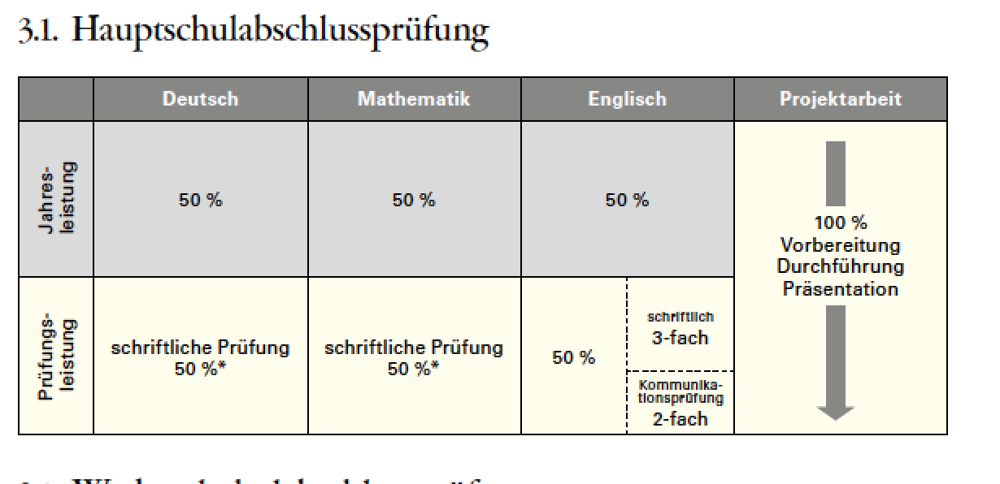 3.1. Hauptschulabschlussprüfung
Deutsch
Mathematik
Englisch
Projektarbeit
Jahres-
leistung
50 %
50 %
50 %
100 %
Vorbereitung
Durchführung
Präsentation
Prüfungs-
leistung
schriftliche Prüfung
50 %*
schriftliche Prüfung
50 %*
50 %
schriftlich
3-fach
Kommunika-
tionsprüfung
2-fach